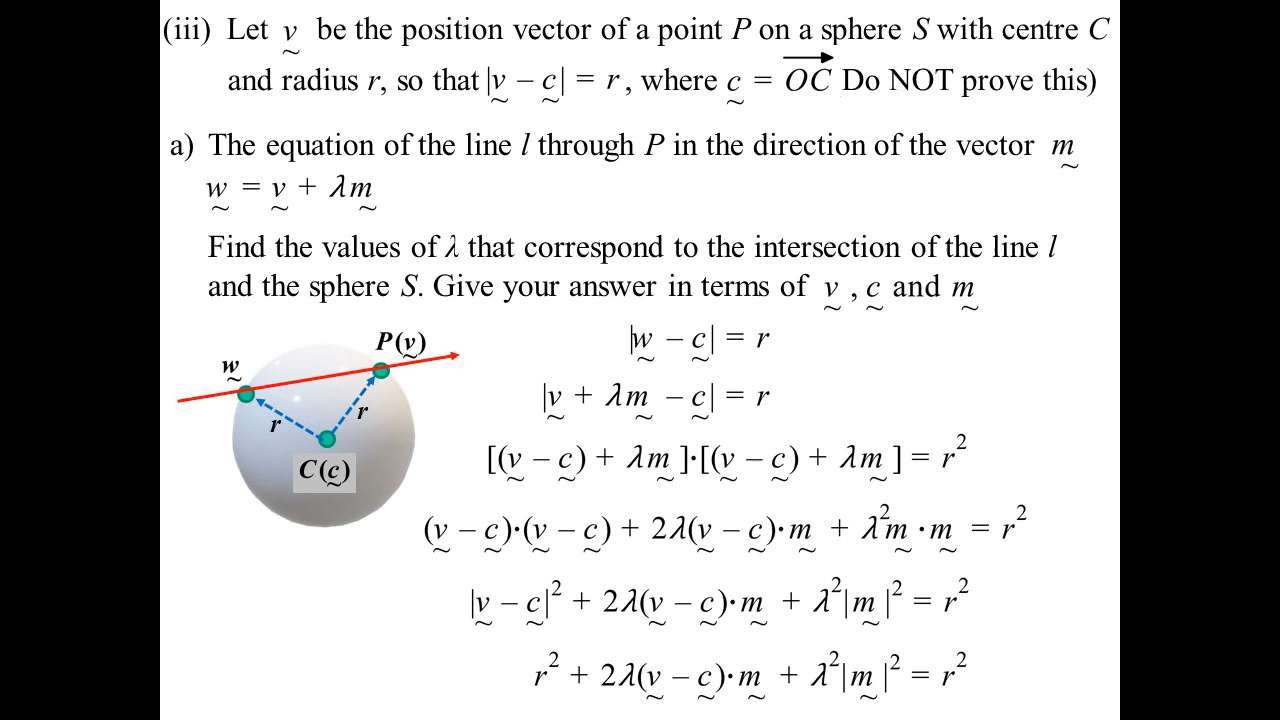 (iii) Let v be the position vector of a point P on a sphere S with centre C
~
and radius r, so that |v − c| = r, where c = OC Do NOT prove this)
~ ~ ~
a) The equation of the line l through P in the direction of the vector m
~
w = v + λm
~ ~ ~
Find the values of λ that correspond to the intersection of the line l
and the sphere S. Give your answer in terms of v , c and m
~ ~ ~
|w − c| = r
~ ~
P(v)
~
w
~
r
r
C(c)
~
|v + λm − c| = r
~ ~ ~
[(v − c) + λm ]·[(v − c) + λm ] = r²
~ ~ ~ ~ ~ ~
(v − c)·(v − c) + 2λ(v − c)·m + λ²m · m = r²
~ ~ ~ ~ ~ ~ ~ ~ ~
|v − c|² + 2λ(v − c)·m + λ²|m |² = r²
~ ~ ~ ~ ~ ~
r² + 2λ(v − c)·m + λ²|m |² = r²
~ ~ ~ ~